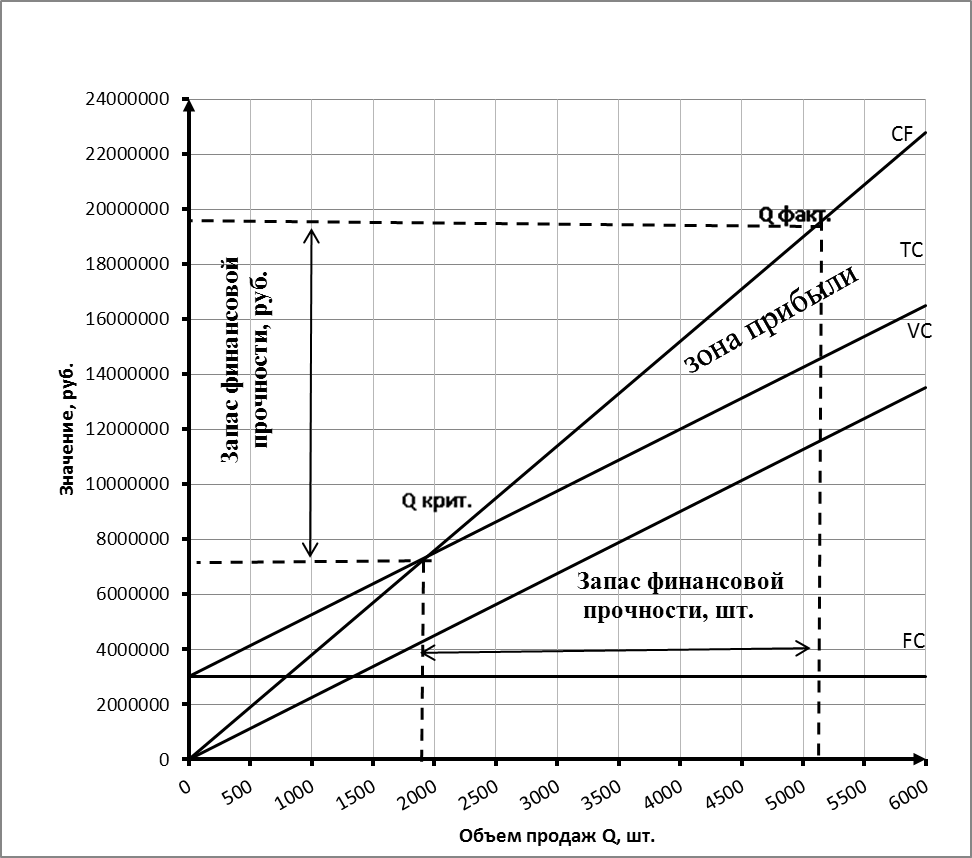 24000000
22000000
20000000
18000000
16000000
14000000
12000000
10000000
8000000
6000000
4000000
2000000
0
Значение, руб.
Запас финансовой
прочности, руб.
CF
Q факт.
TC
зона прибыли
VC
Q крит.
Запас финансовой
прочности, шт.
FC
0 500 1000 1500 2000 2500 3000 3500 4000 4500 5000 5500 6000
Объем продаж Q, шт.